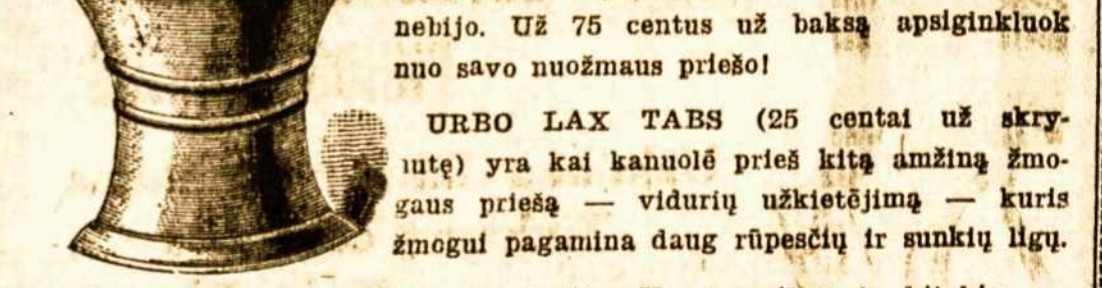 nebijo. Už 75 centus už baksą apsiginkluok
nuo savo nuožmaus priešo!
URBO LAX TABS (25 centai už skry-
nutę) yra kai kanuolė prieš kitą amžiną žmo-
gaus priešą — vidurių užkietėjimą — kuris
žmogui pagamina daug rūpesčių ir sunkių ligų.